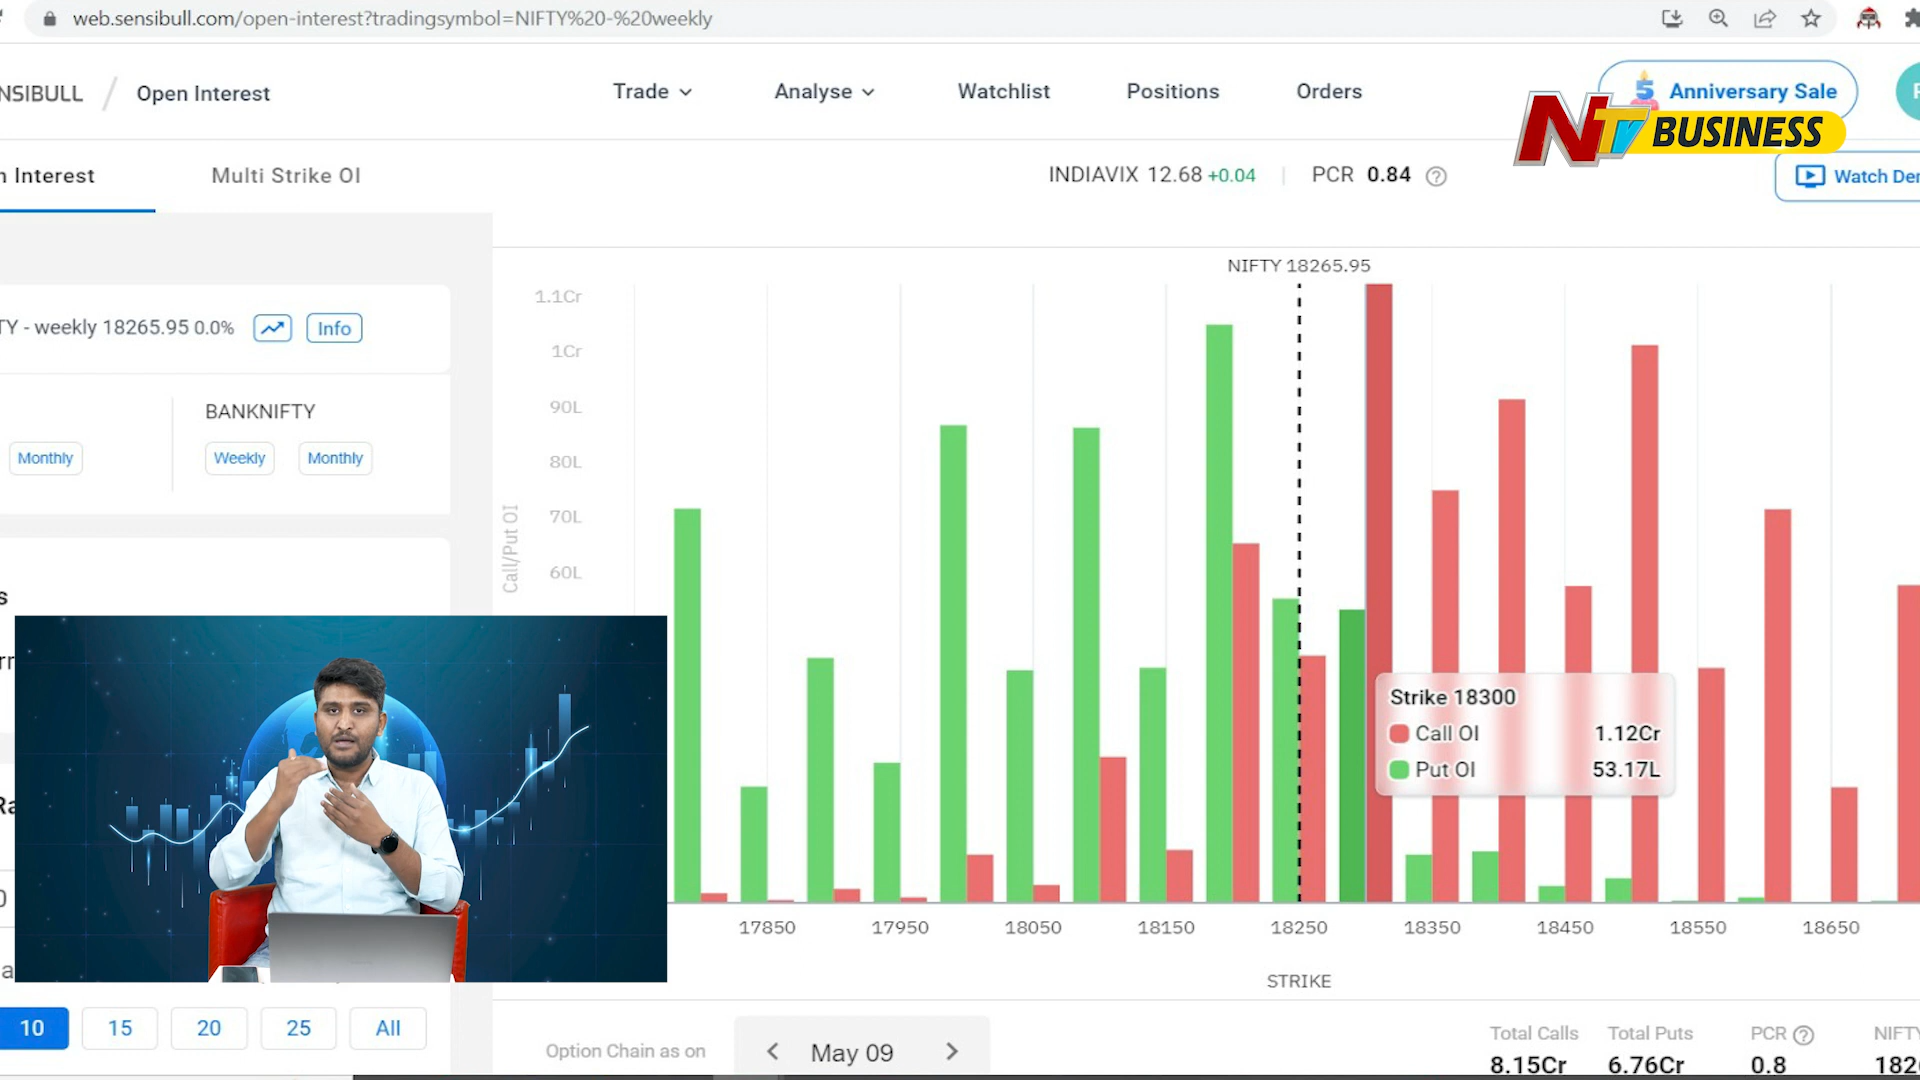 web.sensibull.com/open-interest?tradingsymbol=NIFTY%20-%20weekly
NSIBULL / Open Interest
Trade
Analyse
Watchlist
Positions
Orders
5 Anniversary Sale
NTV BUSINESS
n Interest
Multi Strike OI
INDIAVIX 12.68 +0.04
PCR 0.84
Watch Der
TY - weekly 18265.95 0.0%
Info
BANKNIFTY
Monthly
Weekly
Monthly
NIFTY 18265.95
1.1Cr
1Cr
90L
80L
70L
60L
Call/Put OI
Strike 18300
Call OI 1.12Cr
Put OI 53.17L
17850
17950
18050
18150
18250
18350
18450
18550
18650
STRIKE
10
15
20
25
All
Option Chain as on
May 09
Total Calls
8.15Cr
Total Puts
6.76Cr
PCR
0.8
NIFTY
182